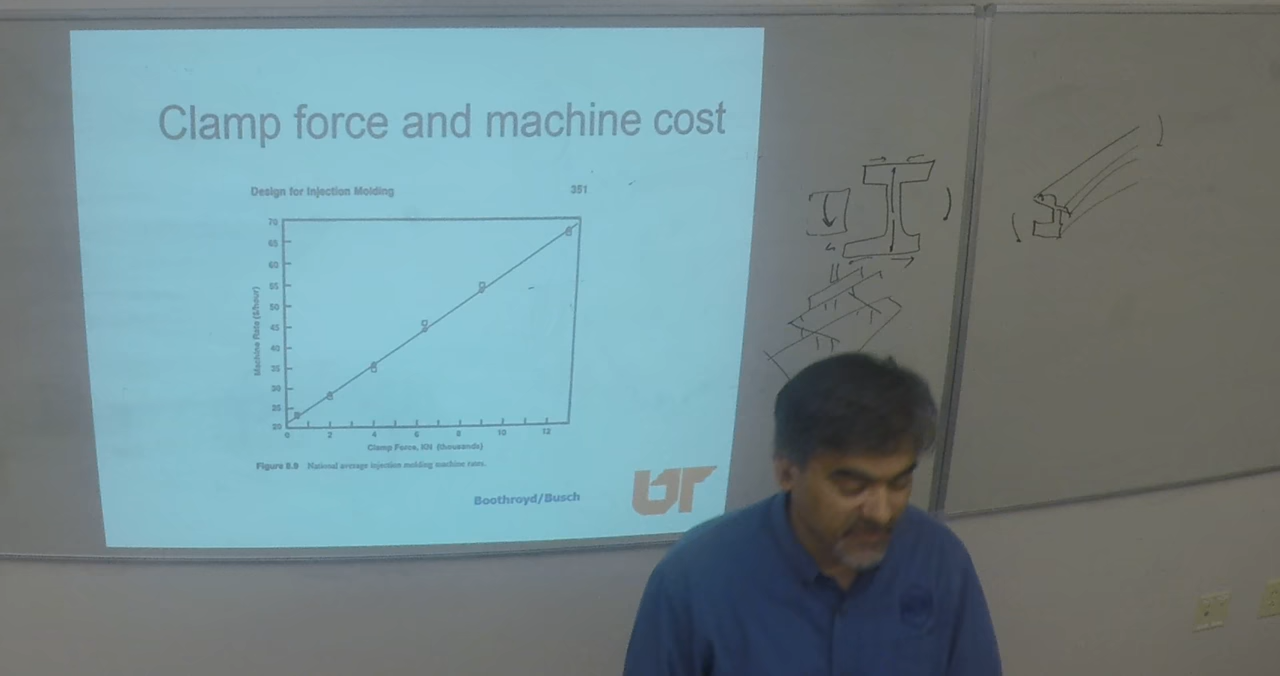 Clamp force and machine cost
Design for Injection Molding 351
70
65
60
55
50
45
40
35
30
25
20
Machine Rate ($/hour)
0 2 4 6 8 10 12
Clamp Force, KN (thousands)
Figure 8.9 National average injection molding machine rates.
Boothroyd/Busch
UT